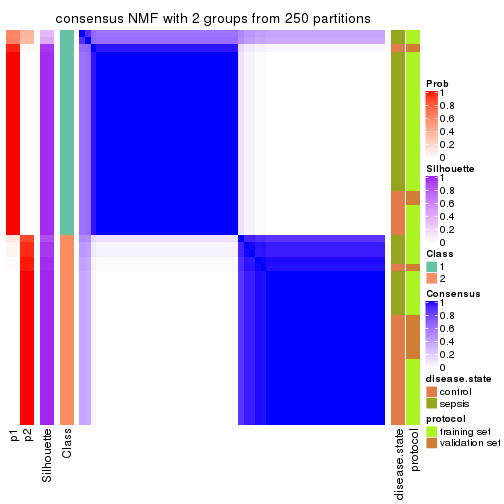 consensus NMF with 2 groups from 250 partitions
Prob
1
0.8
0.6
0.4
0.2
0
Silhouette
1
0.8
0.6
0.4
0.2
0
Class
1
2
Consensus
1
0.8
0.6
0.4
0.2
0
disease.state
control
sepsis
protocol
training set
validation set
p1
p2
Silhouette
Class
disease.state
protocol